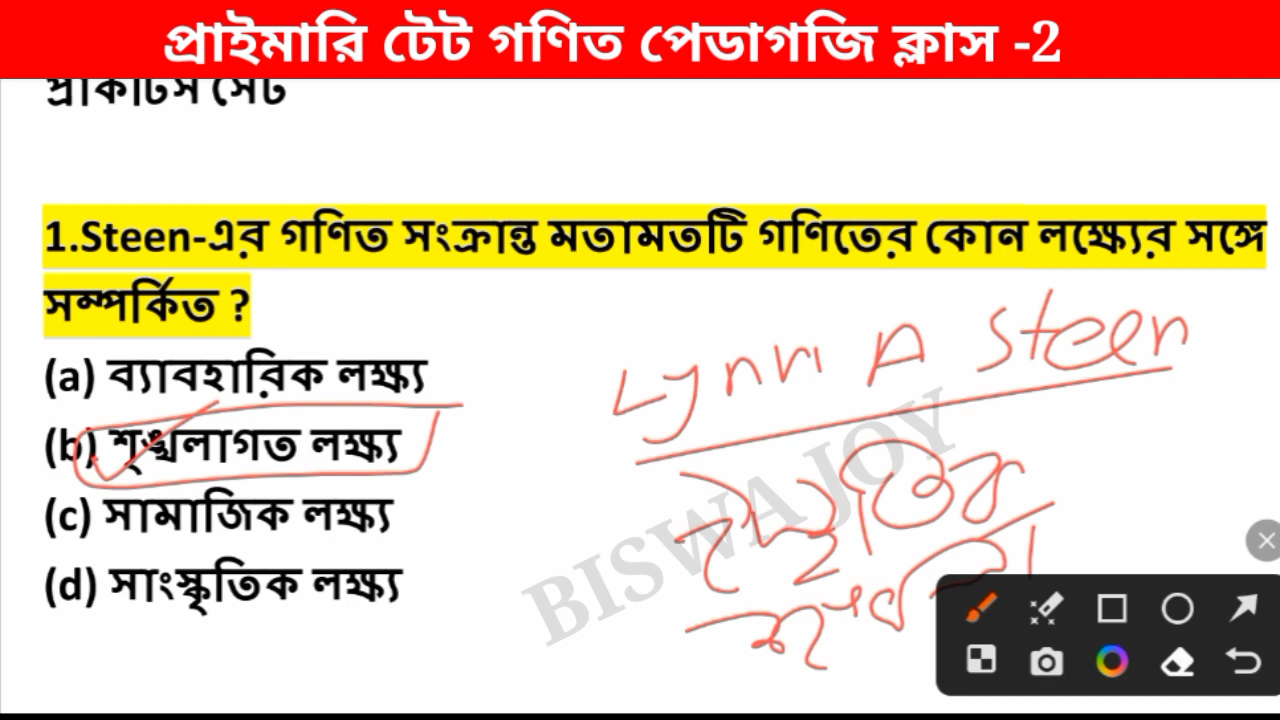 প্রাইমারি টেট গণিত পেডাগজি ক্লাস -2
প্রাকটিস সেট
1.Steen-এর গণিত সংক্রান্ত মতামতটি গণিতের কোন লক্ষ্যের সঙ্গে
সম্পর্কিত ?
(a) ব্যাবহারিক লক্ষ্য
(b) শৃঙ্খলাগত লক্ষ্য
(c) সামাজিক লক্ষ্য
(d) সাংস্কৃতিক লক্ষ্য
Lynn A Steen
BISWAJOY